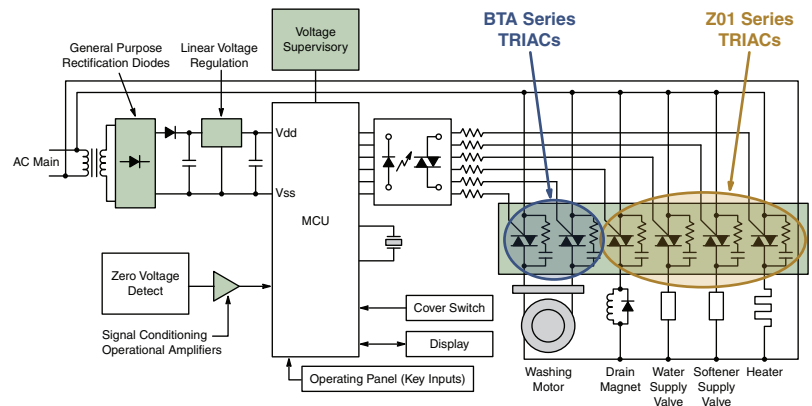 BTA Series
TRIACs
Z01 Series
TRIACs
Voltage
Supervisory
General Purpose
Rectification Diodes
Linear Voltage
Regulation
AC Main
Vdd
Vss
MCU
Zero Voltage
Detect
Signal Conditioning
Operational Amplifiers
Cover Switch
Display
Operating Panel (Key Inputs)
Washing
Motor
Drain
Magnet
Water
Supply
Valve
Softener
Supply
Valve
Heater